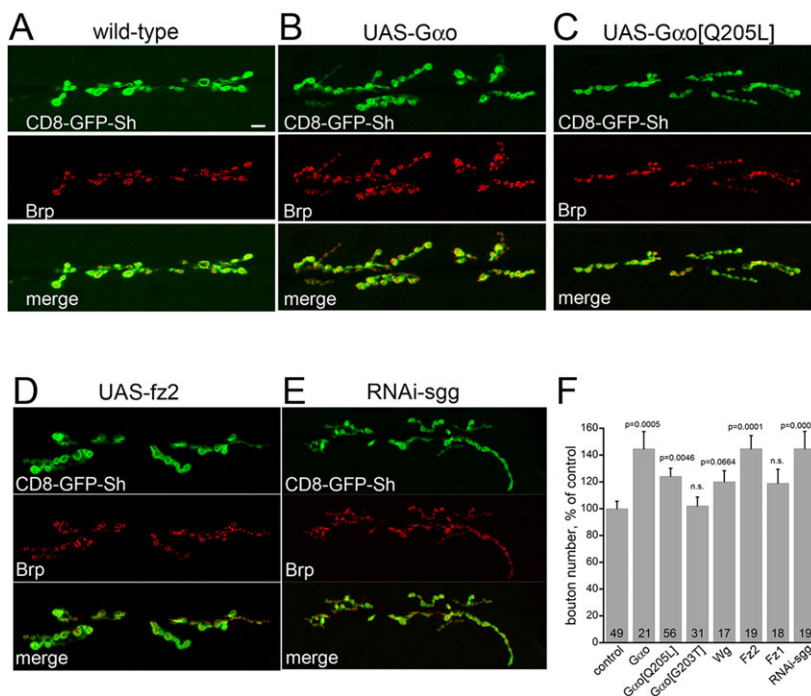 A
wild-type
CD8-GFP-Sh
Brp
merge
B
UAS-Gαo
CD8-GFP-Sh
Brp
merge
C
UAS-Gαo[Q205L]
CD8-GFP-Sh
Brp
merge
D
UAS-fz2
CD8-GFP-Sh
Brp
merge
E
RNAi-sgg
CD8-GFP-Sh
Brp
merge
F
bouton number, % of control
160
140
120
100
80
60
40
20
0
p=0.0005
p=0.0046
n.s.
p=0.0664
p=0.0001
n.s.
49
21
56
31
17
19
18
19
control
Gαo
Gαo[Q205L]
Gαo[G203T]
Wg
Fz2
Fz1
RNAi-sgg